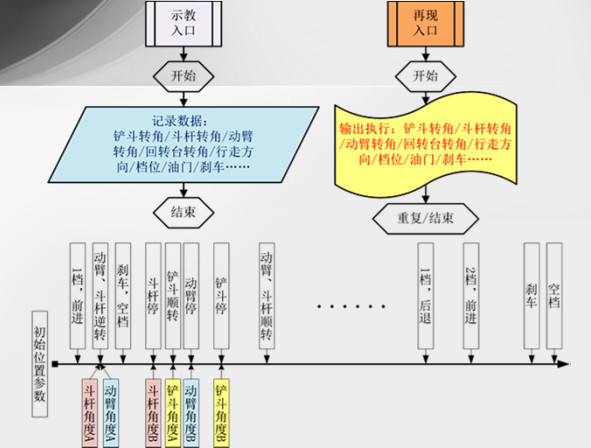 示教
入口
再现
入口
开始
开始
记录数据：
铲斗转角/斗杆转角/动臂
转角/回转台转角/行走方
向/档位/油门/刹车……
输出执行：铲斗转角/斗杆转角
/动臂转角/回转台转角/行走方
向/档位/油门/刹车……
结束
重复/结束
1档，前进
动臂、斗杆逆转
刹车，空档
斗杆停
铲斗顺转
动臂停
铲斗停
动臂、斗杆顺转
……
1档，后退
2档，前进
刹车
空档
初始位置参数
斗杆角度A
动臂角度A
斗杆角度B
铲斗角度A
动臂角度B
铲斗角度B